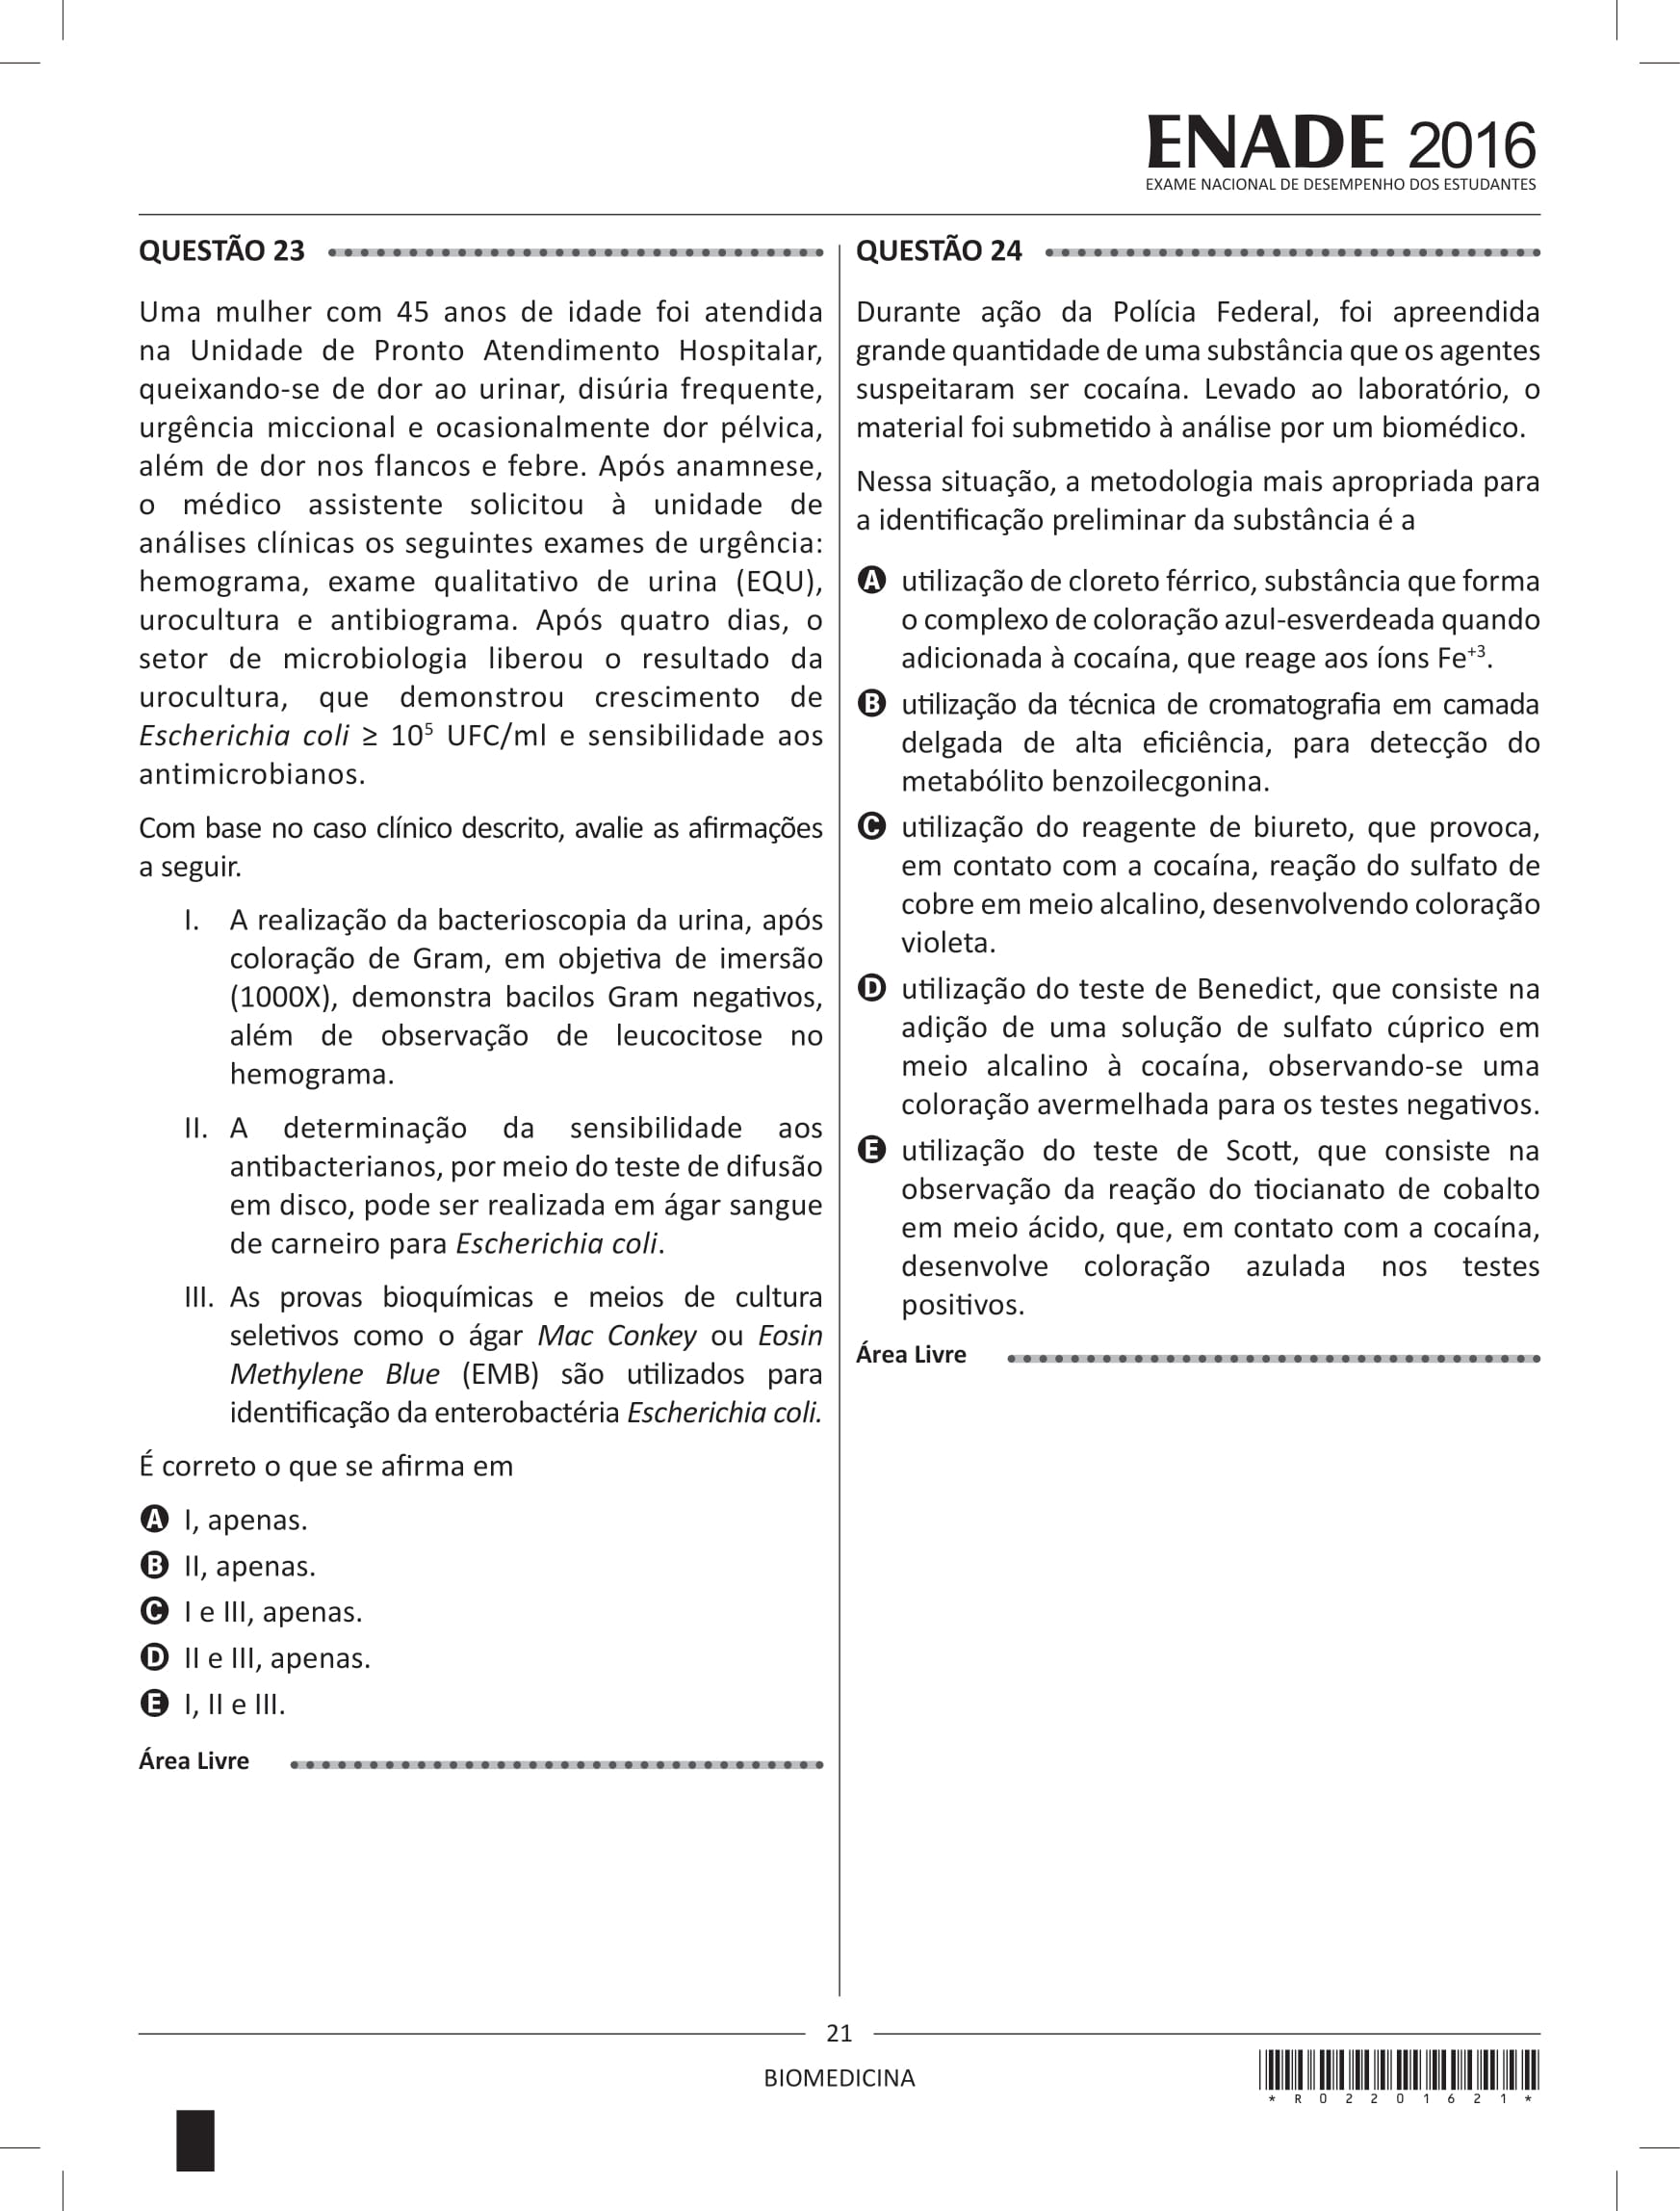 ENADE 2016
EXAME NACIONAL DE DESEMPENHO DOS ESTUDANTES
QUESTÃO 23
Uma mulher com 45 anos de idade foi atendida
na Unidade de Pronto Atendimento Hospitalar,
queixando-se de dor ao urinar, disúria frequente,
urgência miccional e ocasionalmente dor pélvica,
além de dor nos flancos e febre. Após anamnese,
o médico assistente solicitou à unidade de
análises clínicas os seguintes exames de urgência:
hemograma, exame qualitativo de urina (EQU),
urocultura e antibiograma. Após quatro dias, o
setor de microbiologia liberou o resultado da
urocultura, que demonstrou crescimento de
Escherichia coli ≥ 10⁵ UFC/ml e sensibilidade aos
antimicrobianos.
Com base no caso clínico descrito, avalie as afirmações
a seguir.
I. A realização da bacterioscopia da urina, após
coloração de Gram, em objetiva de imersão
(1000X), demonstra bacilos Gram negativos,
além de observação de leucocitose no
hemograma.
II. A determinação da sensibilidade aos
antibacterianos, por meio do teste de difusão
em disco, pode ser realizada em ágar sangue
de carneiro para Escherichia coli.
III. As provas bioquímicas e meios de cultura
seletivos como o ágar Mac Conkey ou Eosin
Methylene Blue (EMB) são utilizados para
identificação da enterobactéria Escherichia coli.
É correto o que se afirma em
A I, apenas.
B II, apenas.
C I e III, apenas.
D II e III, apenas.
E I, II e III.
Área Livre
QUESTÃO 24
Durante ação da Polícia Federal, foi apreendida
grande quantidade de uma substância que os agentes
suspeitaram ser cocaína. Levado ao laboratório, o
material foi submetido à análise por um biomédico.
Nessa situação, a metodologia mais apropriada para
a identificação preliminar da substância é a
A utilização de cloreto férrico, substância que forma
o complexo de coloração azul-esverdeada quando
adicionada à cocaína, que reage aos íons Fe⁺³.
B utilização da técnica de cromatografia em camada
delgada de alta eficiência, para detecção do
metabólito benzoilecgonina.
C utilização do reagente de biureto, que provoca,
em contato com a cocaína, reação do sulfato de
cobre em meio alcalino, desenvolvendo coloração
violeta.
D utilização do teste de Benedict, que consiste na
adição de uma solução de sulfato cúprico em
meio alcalino à cocaína, observando-se uma
coloração avermelhada para os testes negativos.
E utilização do teste de Scott, que consiste na
observação da reação do tiocianato de cobalto
em meio ácido, que, em contato com a cocaína,
desenvolve coloração azulada nos testes
positivos.
Área Livre
21
BIOMEDICINA
* R 0 2 2 0 1 6 2 1 *